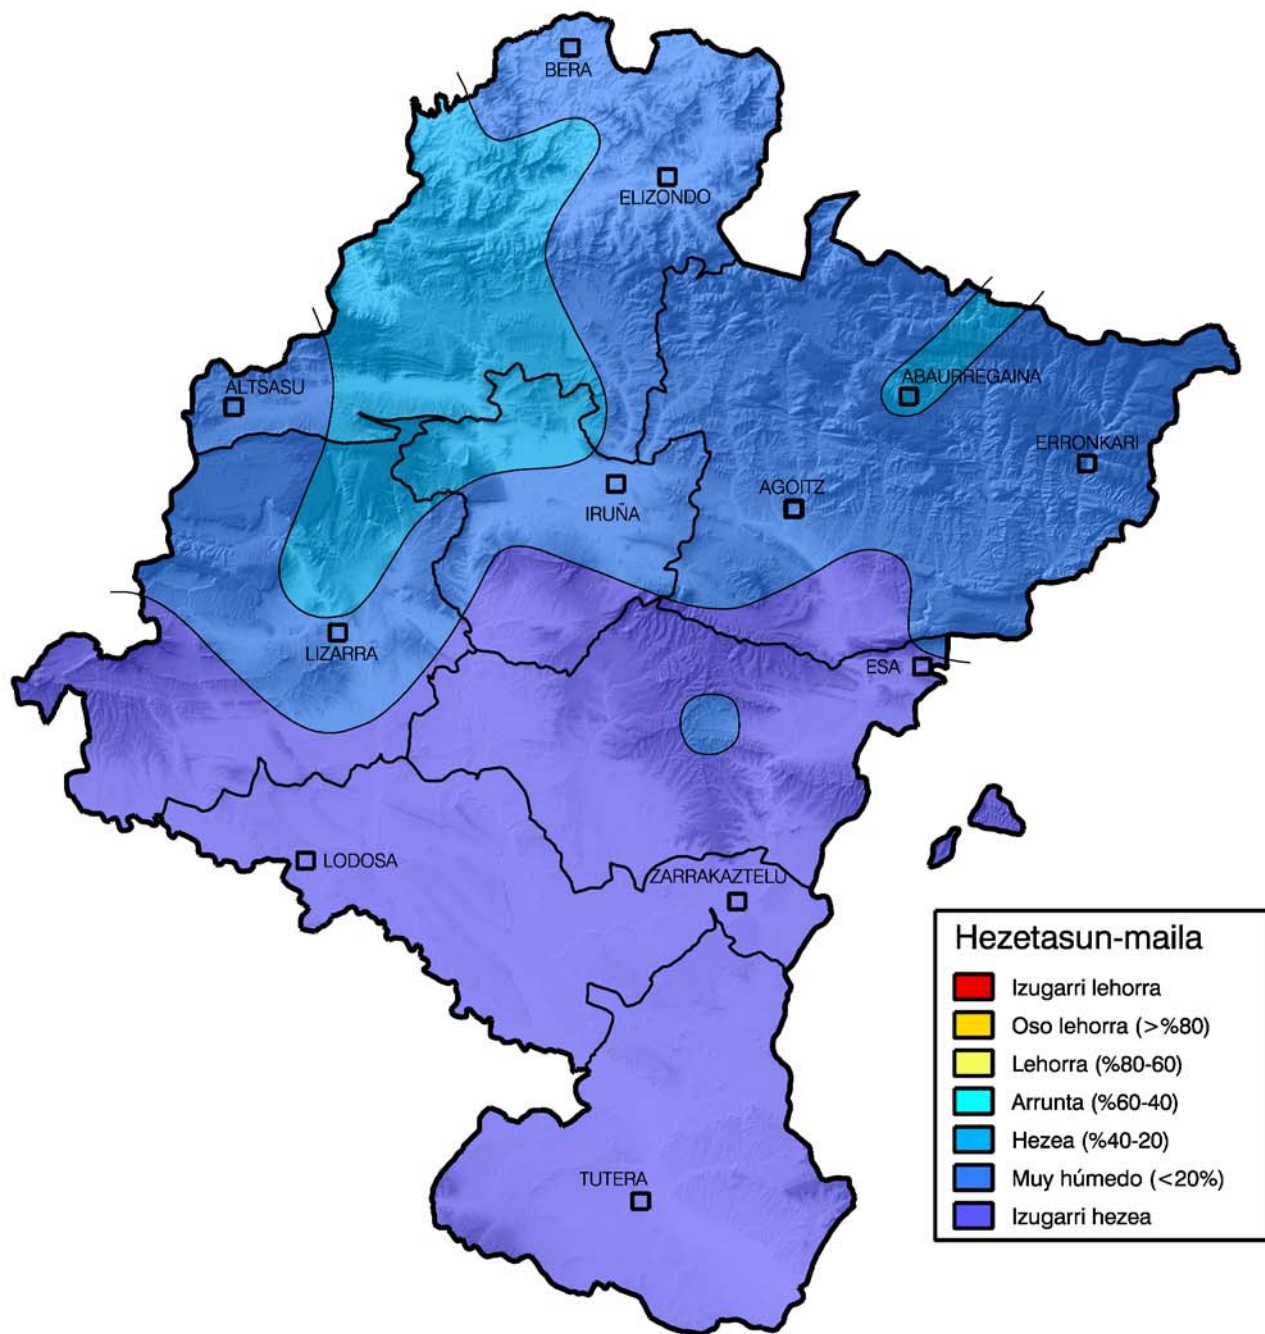 BERA
ELIZONDO
ALTSASU
ABAURREGAINA
ERRONKARI
IRUÑA
AGOITZ
LIZARRA
ESA
LODOSA
ZARRAKAZTELU
TUTERA
Hezetasun-maila
Izugarri lehorra
Oso lehorra (>%80)
Lehorra (%80-60)
Arrunta (%60-40)
Hezea (%40-20)
Muy húmedo (<20%)
Izugarri hezea